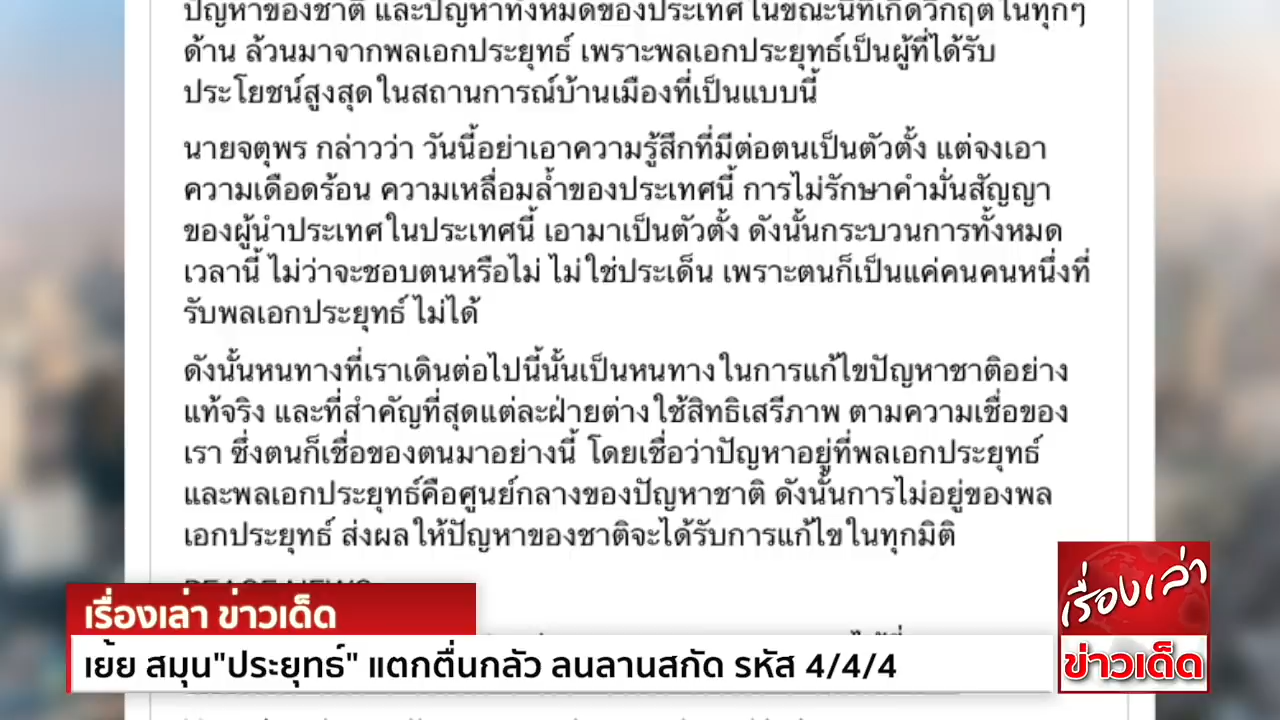 ปัญหาของชาติ และปัญหาทั้งหมดของประเทศในขณะนี้ที่เกิดวิกฤตในทุกๆ
ด้าน ล้วนมาจากพลเอกประยุทธ์ เพราะพลเอกประยุทธ์เป็นผู้ที่ได้รับ
ประโยชน์สูงสุดในสถานการณ์บ้านเมืองที่เป็นแบบนี้
นายจตุพร กล่าวว่า วันนี้อย่าเอาความรู้สึกที่มีต่อตนเป็นตัวตั้ง แต่จงเอา
ความเดือดร้อน ความเหลื่อมล้ำของประเทศนี้ การไม่รักษาคำมั่นสัญญา
ของผู้นำประเทศในประเทศนี้ เอามาเป็นตัวตั้ง ดังนั้นกระบวนการทั้งหมด
เวลานี้ ไม่ว่าจะชอบตนหรือไม่ ไม่ใช่ประเด็น เพราะตนก็เป็นแค่คนคนหนึ่งที่
รับพลเอกประยุทธ์ไม่ได้
ดังนั้นหนทางที่เราเดินต่อไปนี้นั้นเป็นหนทางในการแก้ไขปัญหาชาติอย่าง
แท้จริง และที่สำคัญที่สุดแต่ละฝ่ายต่างใช้สิทธิเสรีภาพ ตามความเชื่อของ
เรา ซึ่งตนก็เชื่อของตนมาอย่างนี้ โดยเชื่อว่าปัญหาอยู่ที่พลเอกประยุทธ์
และพลเอกประยุทธ์คือศูนย์กลางของปัญหาชาติ ดังนั้นการไม่อยู่ของพล
เอกประยุทธ์ ส่งผลให้ปัญหาของชาติจะได้รับการแก้ไขในทุกมิติ
PEACE NEWS
เรื่องเล่า ข่าวเด็ด
เย้ย สมุน"ประยุทธ์" แตกตื่นกลัว ลนลานสกัด รหัส 4/4/4
เรื่องเล่า
ข่าวเด็ด